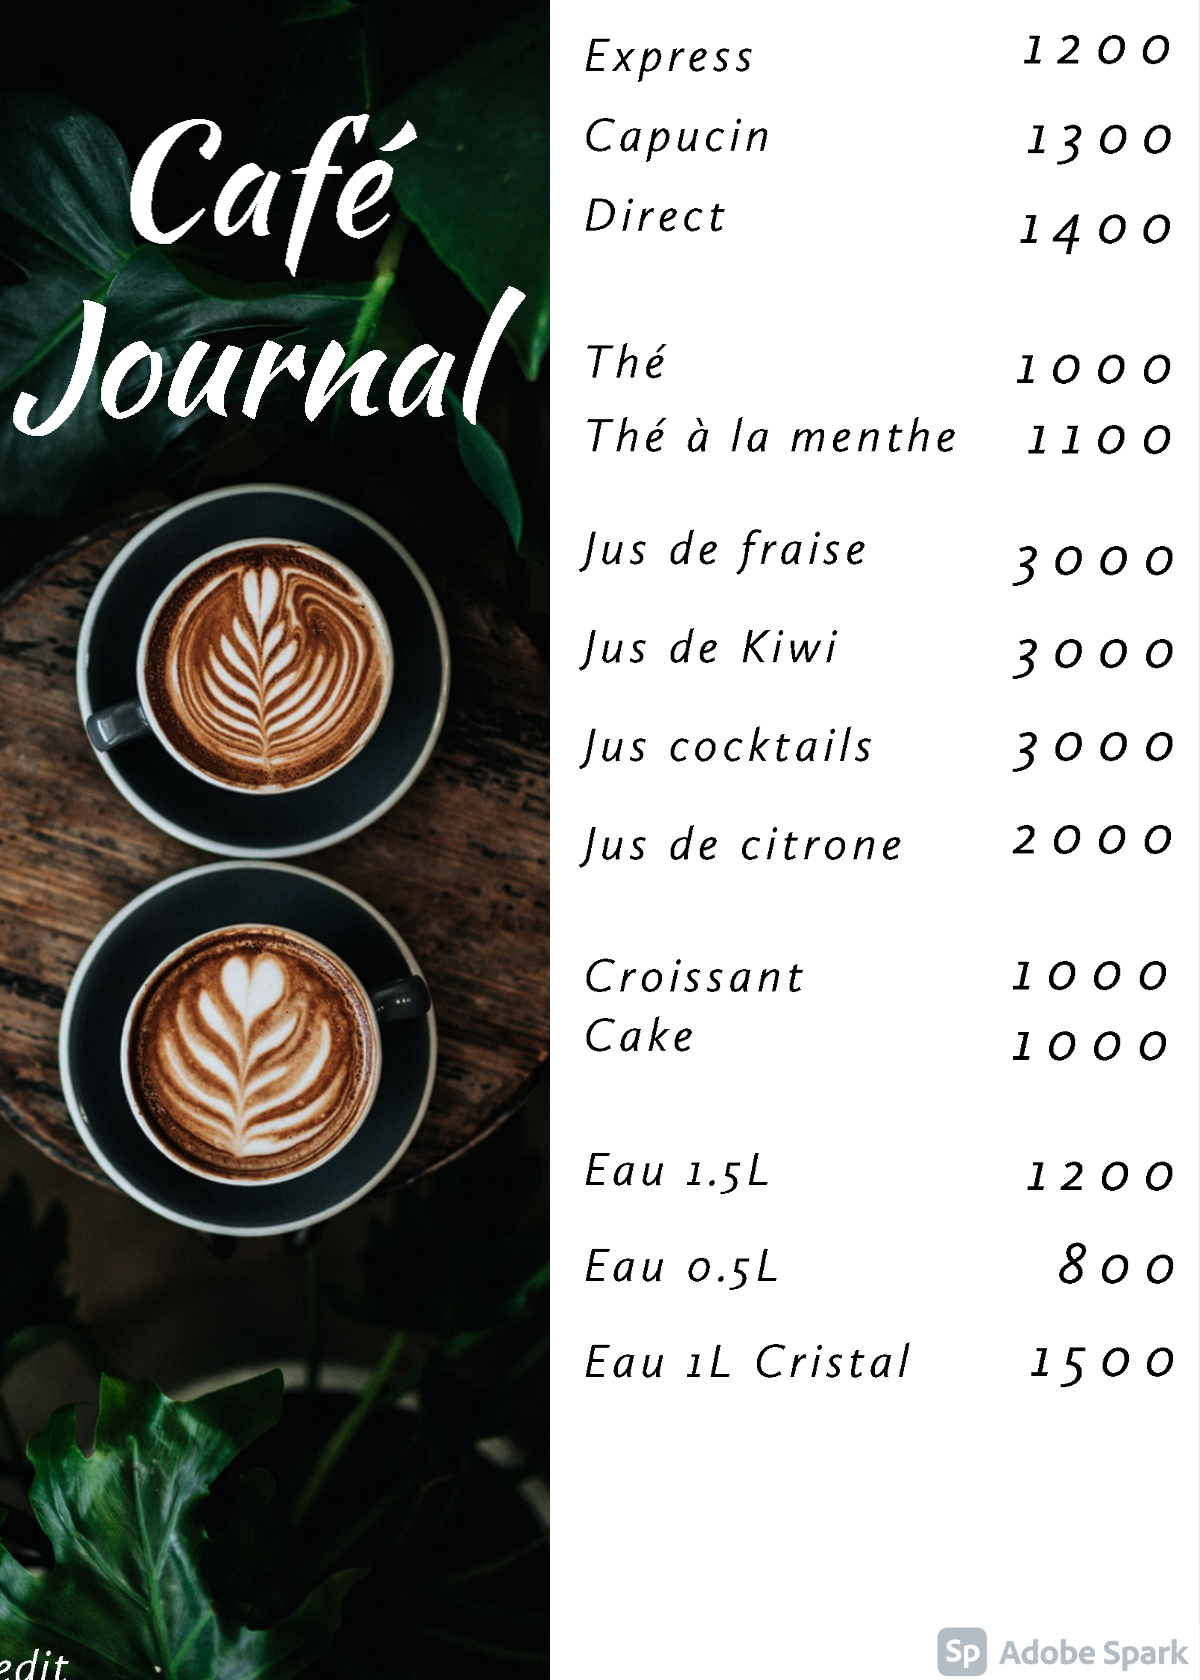 Café
Journal
Express 1200
Capucin 1300
Direct 1400
Thé 1000
Thé à la menthe 1100
Jus de fraise 3000
Jus de Kiwi 3000
Jus cocktails 3000
Jus de citrone 2000
Croissant 1000
Cake 1000
Eau 1.5L 1200
Eau 0.5L 800
Eau 1L Cristal 1500
edit
Sp Adobe Spark